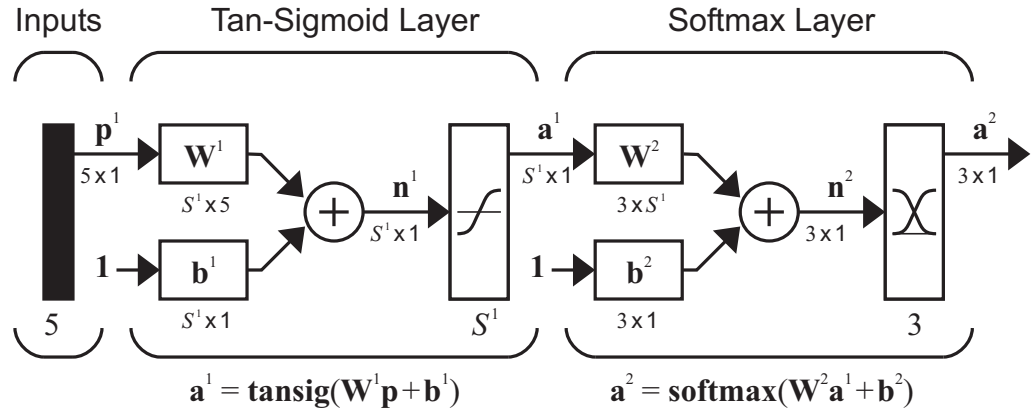 Inputs Tan-Sigmoid Layer Softmax Layer
p¹ a¹ a²
W¹ W²
5 x 1 S¹ x 1 3 x 1
n¹ n²
S¹ x 5 3 x S¹
S¹ x 1 3 x 1
1 b¹ 1 b²
S¹ x 1 3 x 1
5 S¹ 3
a¹ = tansig(W¹p + b¹) a² = softmax(W²a¹ + b²)